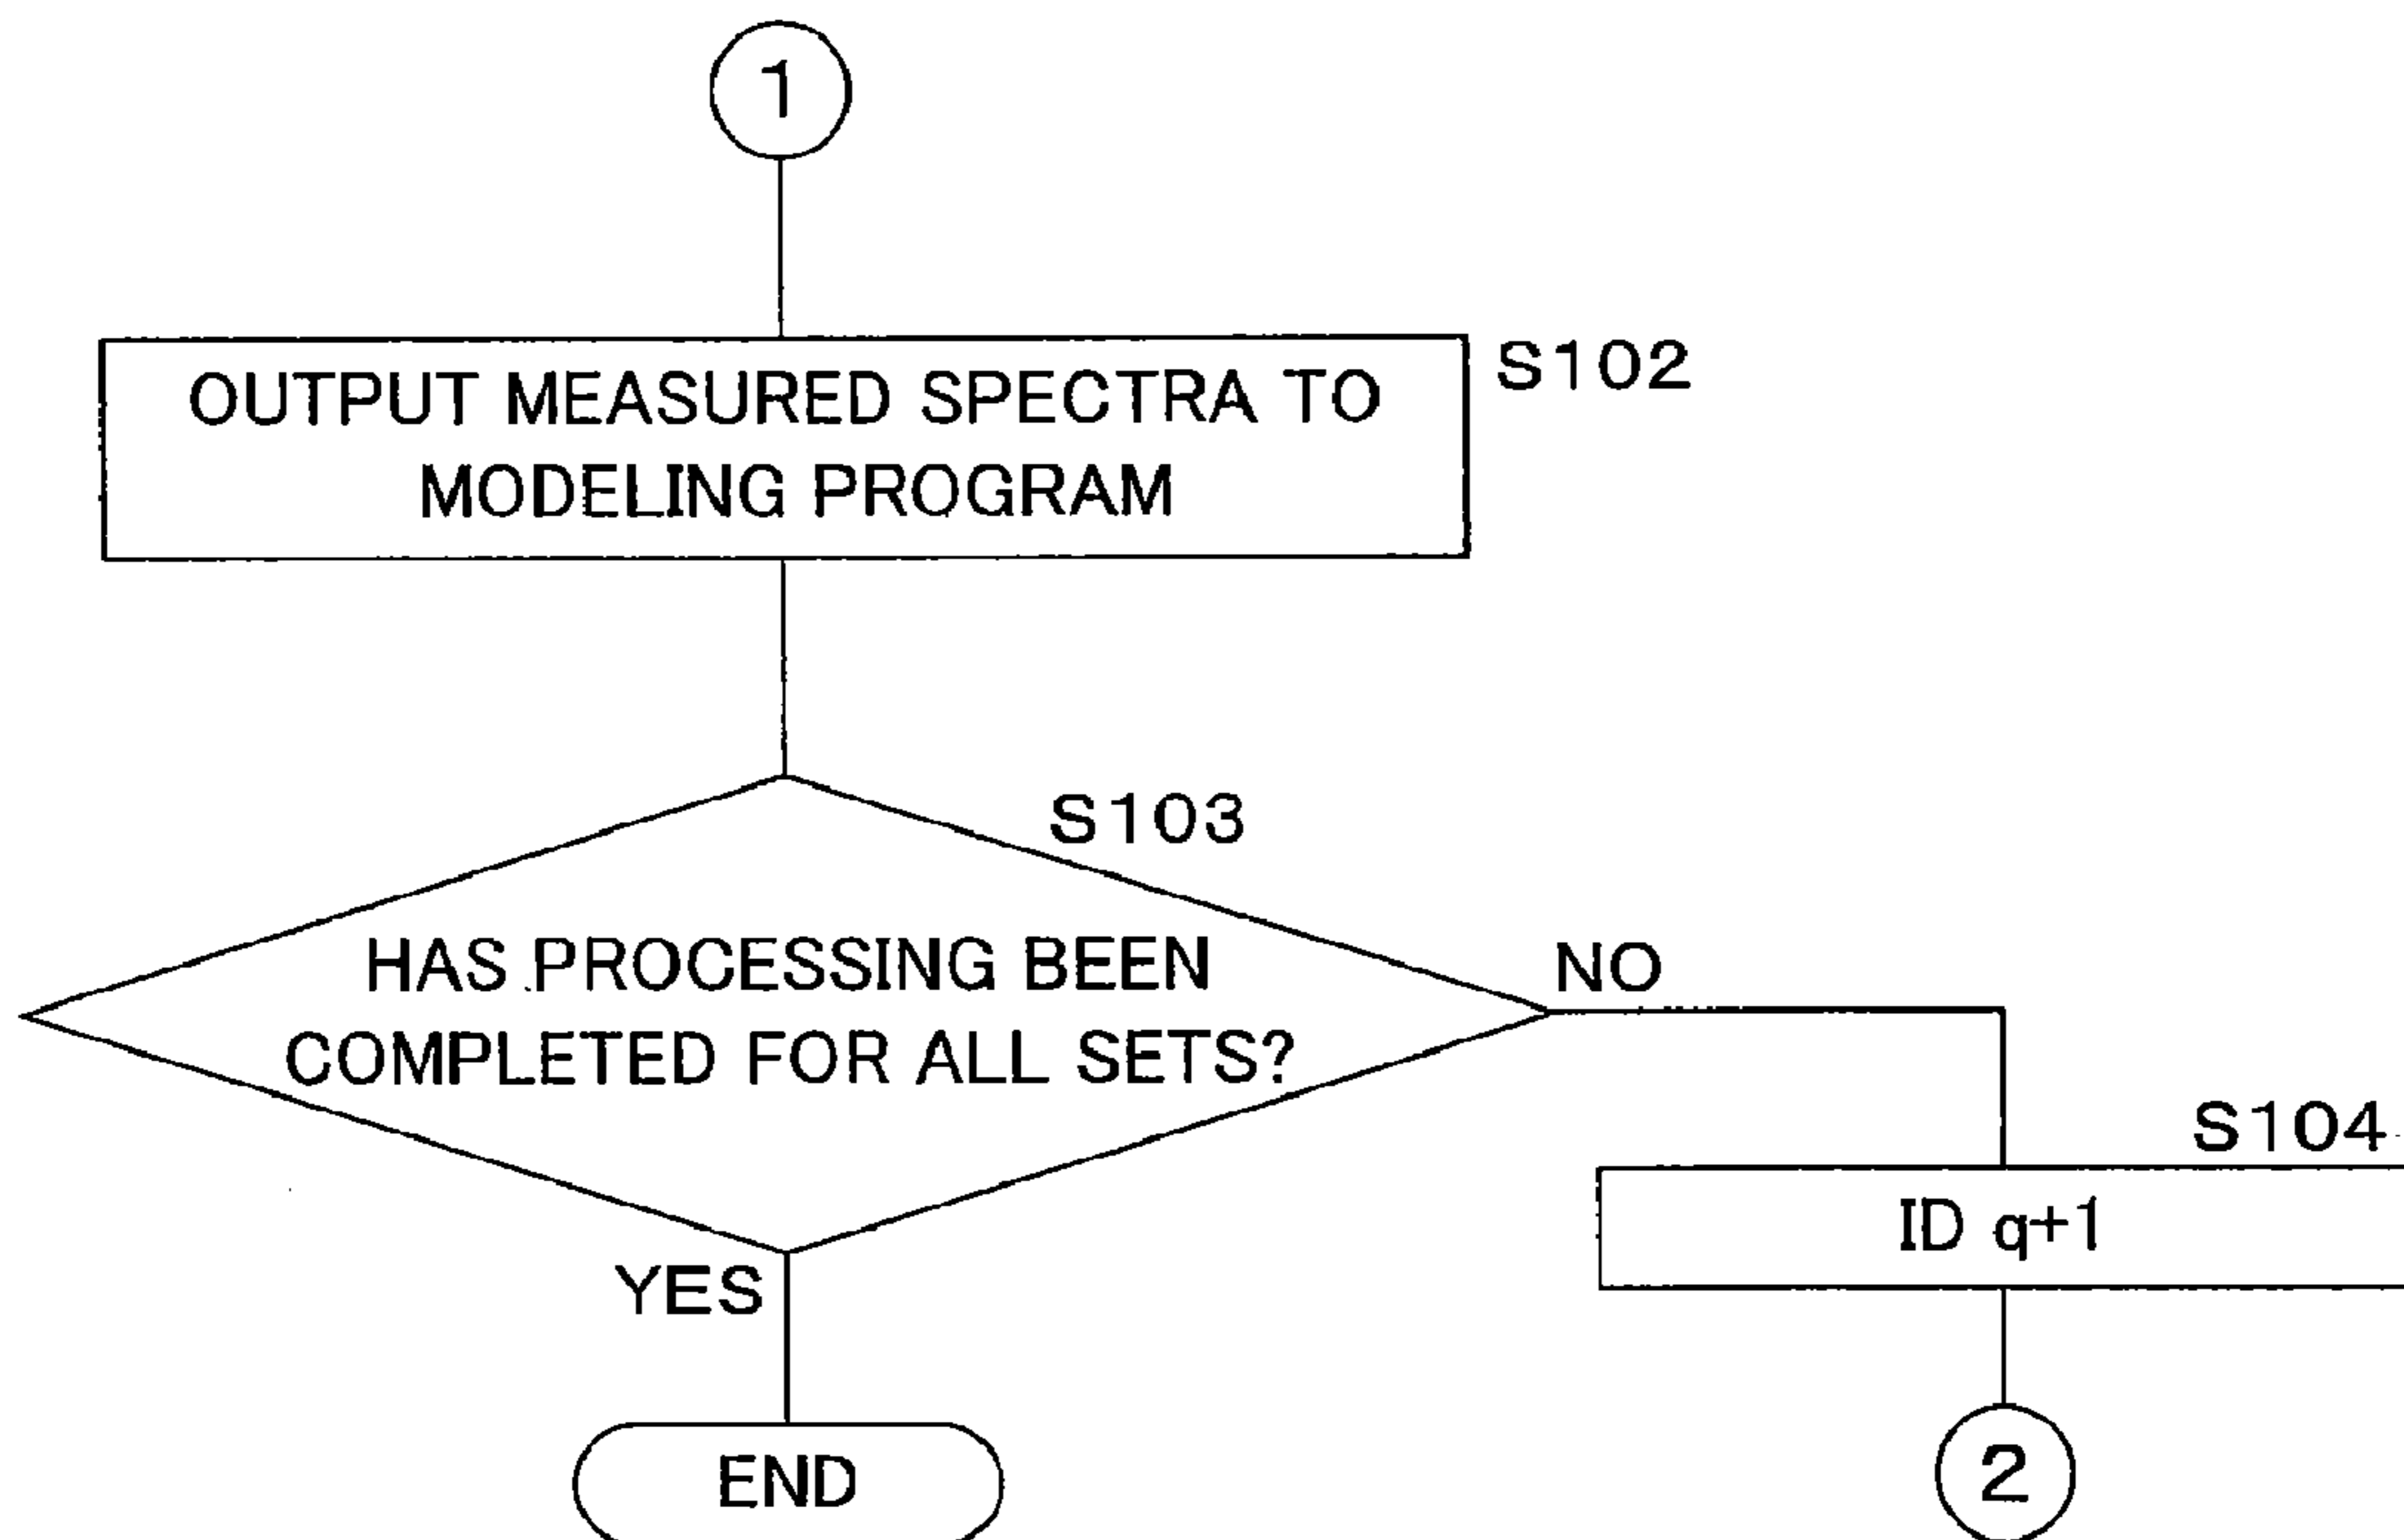 1
OUTPUT MEASURED SPECTRA TO
MODELING PROGRAM
S102
S103
HAS PROCESSING BEEN
COMPLETED FOR ALL SETS?
NO
S104
ID q+1
YES
END
2